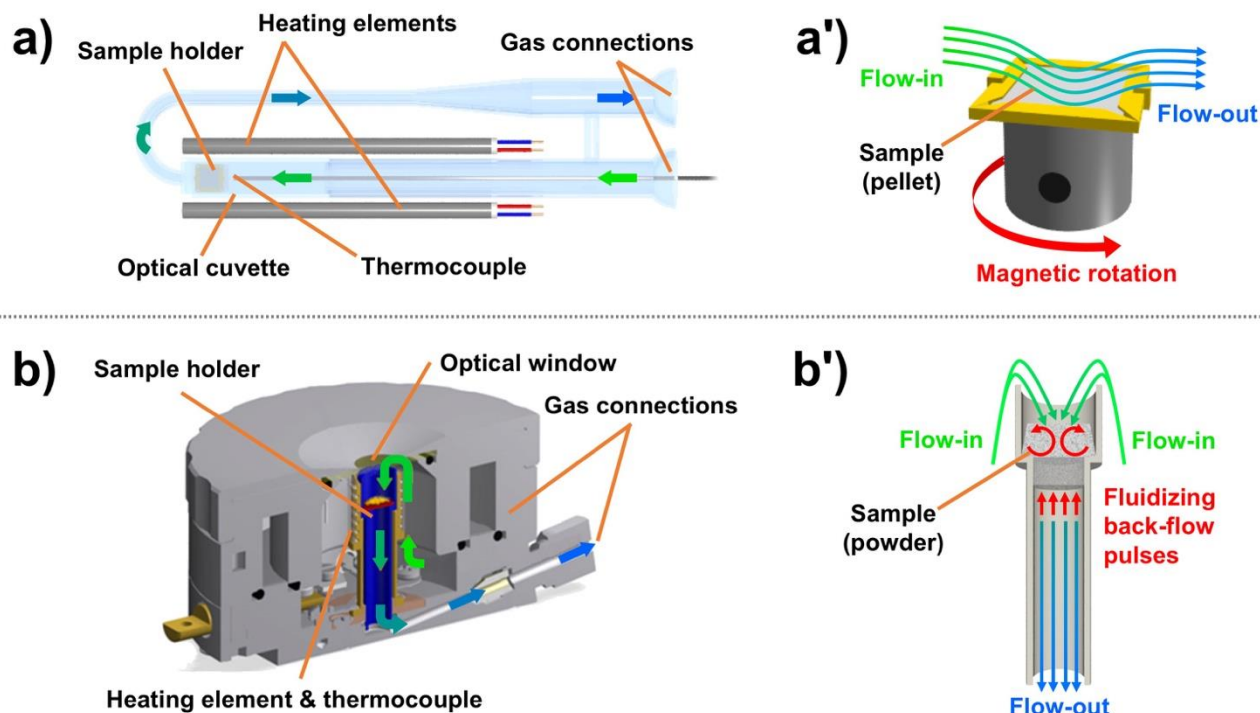 a)
Sample holder
Heating elements
Gas connections
Optical cuvette
Thermocouple
a')
Flow-in
Flow-out
Sample
(pellet)
Magnetic rotation
b)
Sample holder
Optical window
Gas connections
Heating element & thermocouple
b')
Flow-in
Flow-in
Sample
(powder)
Fluidizing
back-flow
pulses
Flow-out